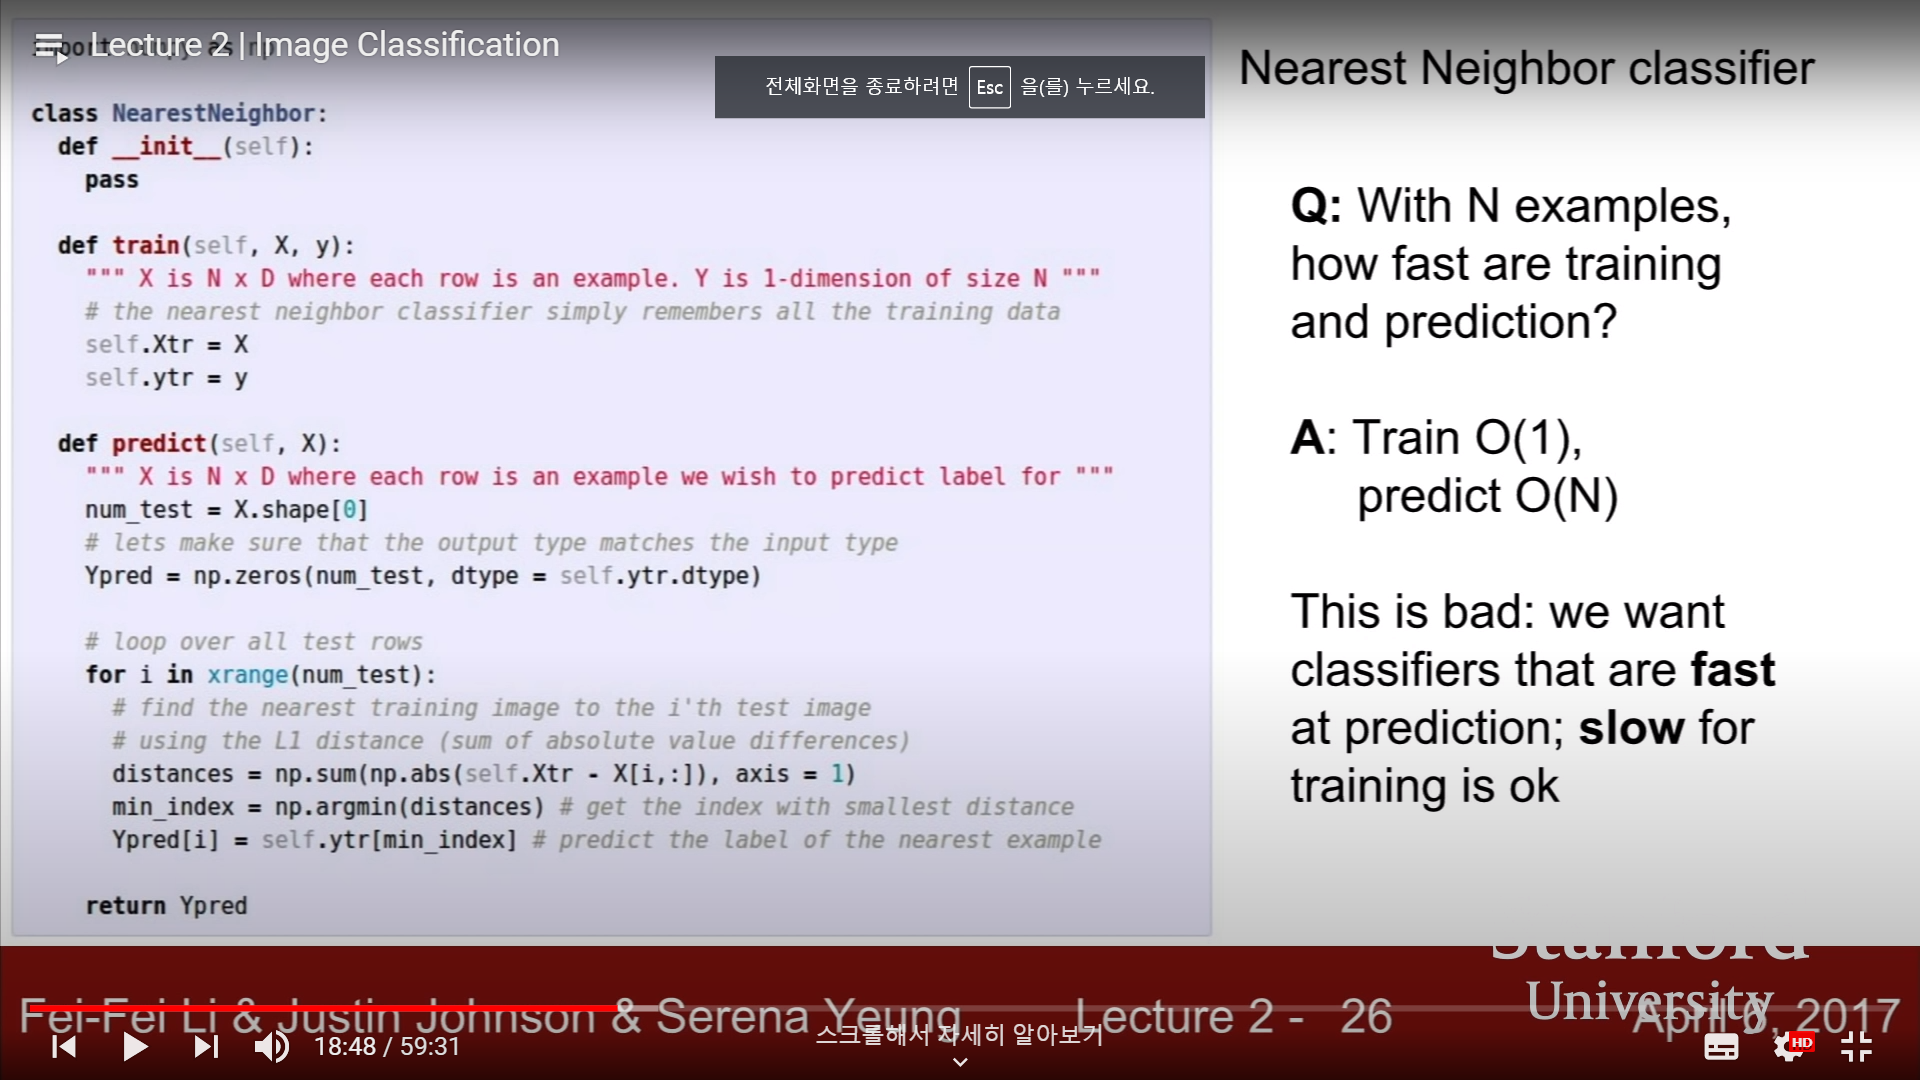 Lecture 2 | Image Classification
전체화면을 종료하려면 Esc 을(를) 누르세요.
class NearestNeighbor:
def __init__(self):
pass
def train(self, X, y):
""" X is N x D where each row is an example. Y is 1-dimension of size N """
# the nearest neighbor classifier simply remembers all the training data
self.Xtr = X
self.ytr = y
def predict(self, X):
""" X is N x D where each row is an example we wish to predict label for """
num_test = X.shape[0]
# lets make sure that the output type matches the input type
Ypred = np.zeros(num_test, dtype = self.ytr.dtype)
# loop over all test rows
for i in xrange(num_test):
# find the nearest training image to the i'th test image
# using the L1 distance (sum of absolute value differences)
distances = np.sum(np.abs(self.Xtr - X[i,:]), axis = 1)
min_index = np.argmin(distances) # get the index with smallest distance
Ypred[i] = self.ytr[min_index] # predict the label of the nearest example
return Ypred
Nearest Neighbor classifier
Q: With N examples,
how fast are training
and prediction?
A: Train O(1),
predict O(N)
This is bad: we want
classifiers that are fast
at prediction; slow for
training is ok
Stanford
University
Fei-Fei Li & Justin Johnson & Serena Yeung
Lecture 2 - 26
April 6, 2017
스크롤해서 자세히 알아보기
18:48 / 59:31
HD